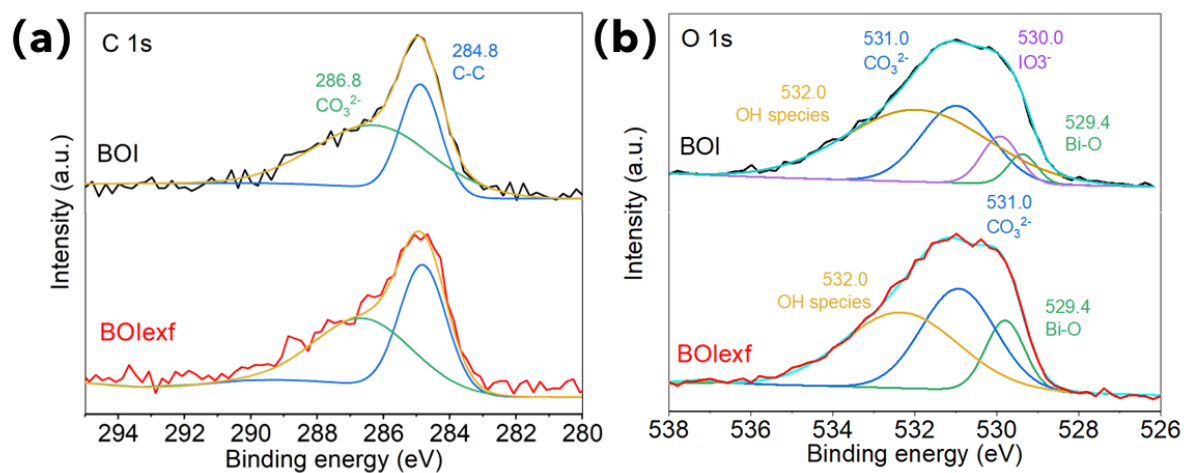 (a)
C 1s
284.8
C-C
286.8
CO₃²⁻
BOI
BOIexf
Intensity (a.u.)
294 292 290 288 286 284 282 280
Binding energy (eV)
(b)
O 1s
531.0
CO₃²⁻
530.0
IO3⁻
532.0
OH species
529.4
Bi-O
BOI
531.0
CO₃²⁻
532.0
OH species
529.4
Bi-O
BOIexf
Intensity (a.u.)
538 536 534 532 530 528 526
Binding energy (eV)